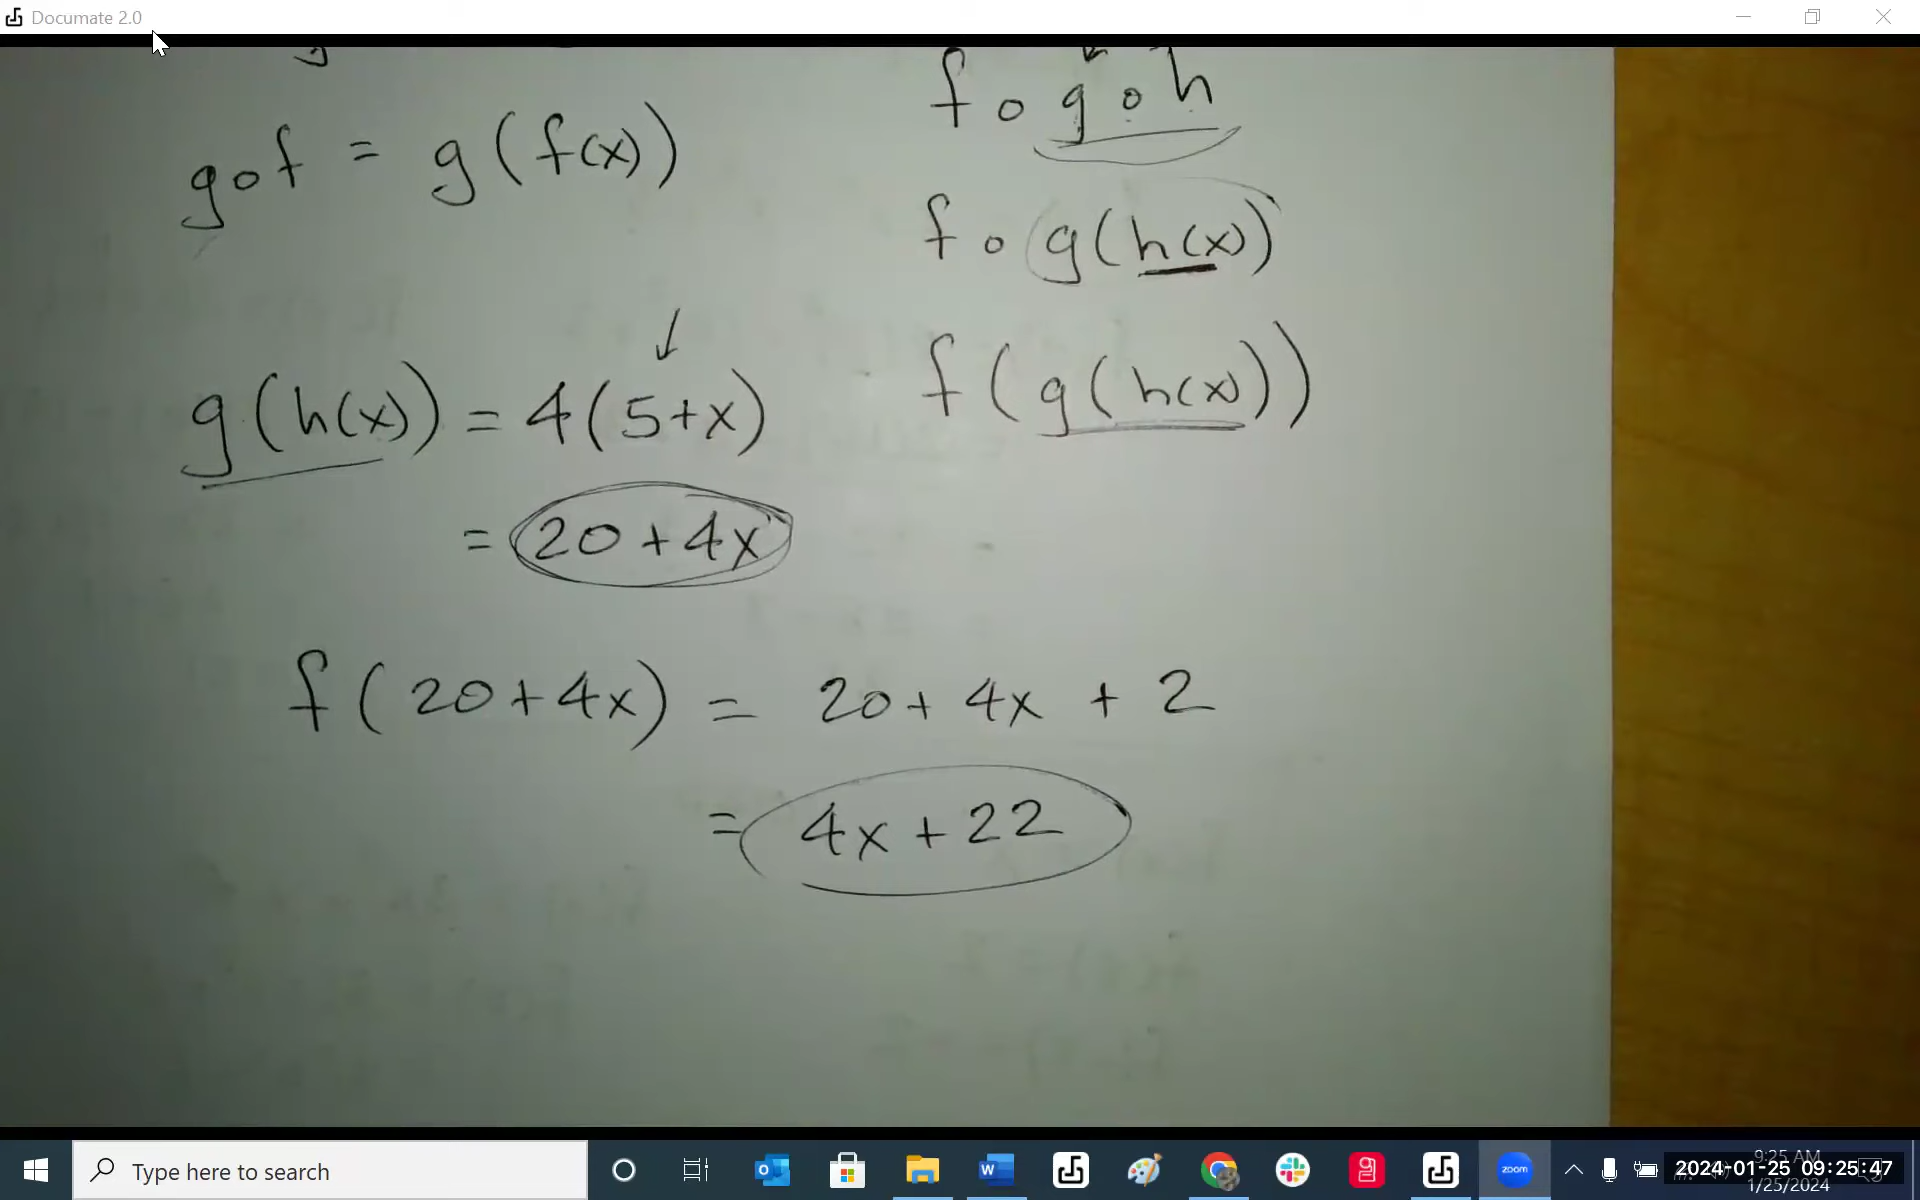 Documate 2.0
gof = g(f(x))
f o g o h
f o g(h(x))
f(g(h(x)))
g(h(x)) = 4(5+x)
= 20+4x
f(20+4x) = 20+4x+2
= 4x+22
Type here to search
zoom
9:25 AM
2024-01-25 09:25:47
1/25/2024